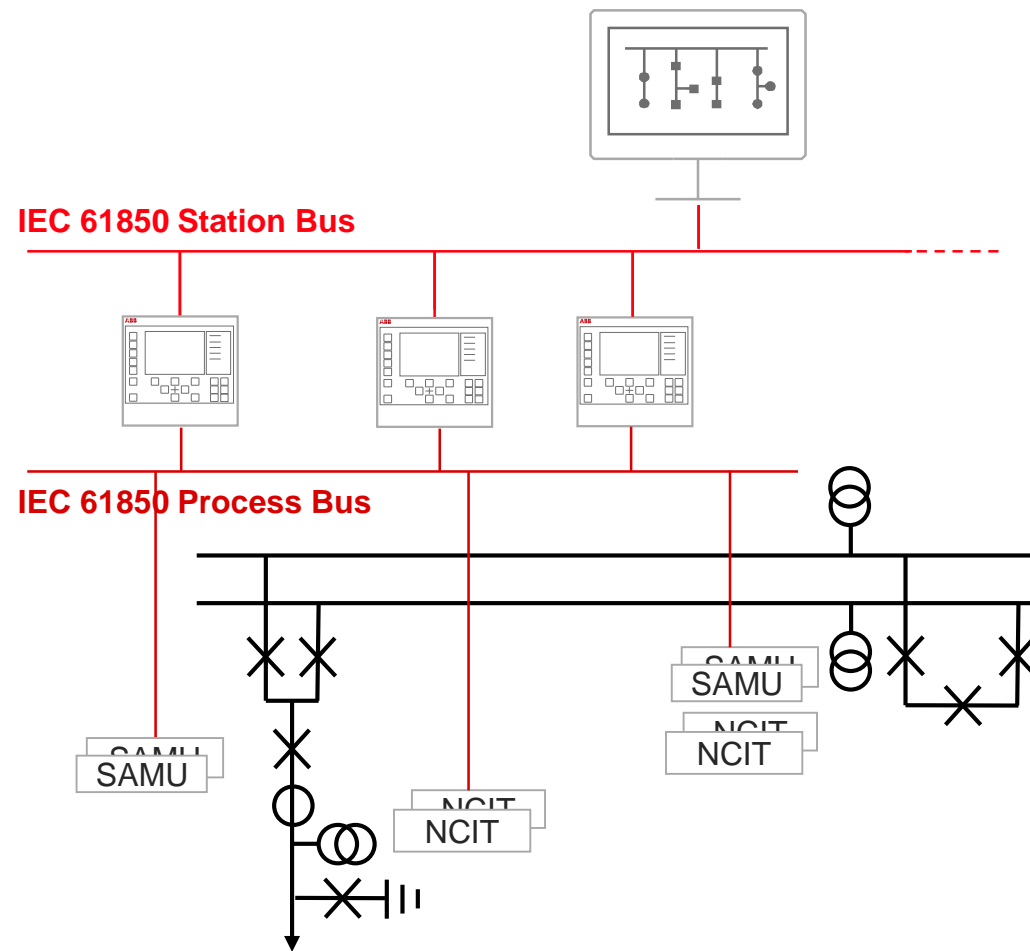 IEC 61850 Station Bus
ABB
ABB
ABB
IEC 61850 Process Bus
SAMU
SAMU
NCIT
NCIT
SAMU
SAMU
NCIT
NCIT